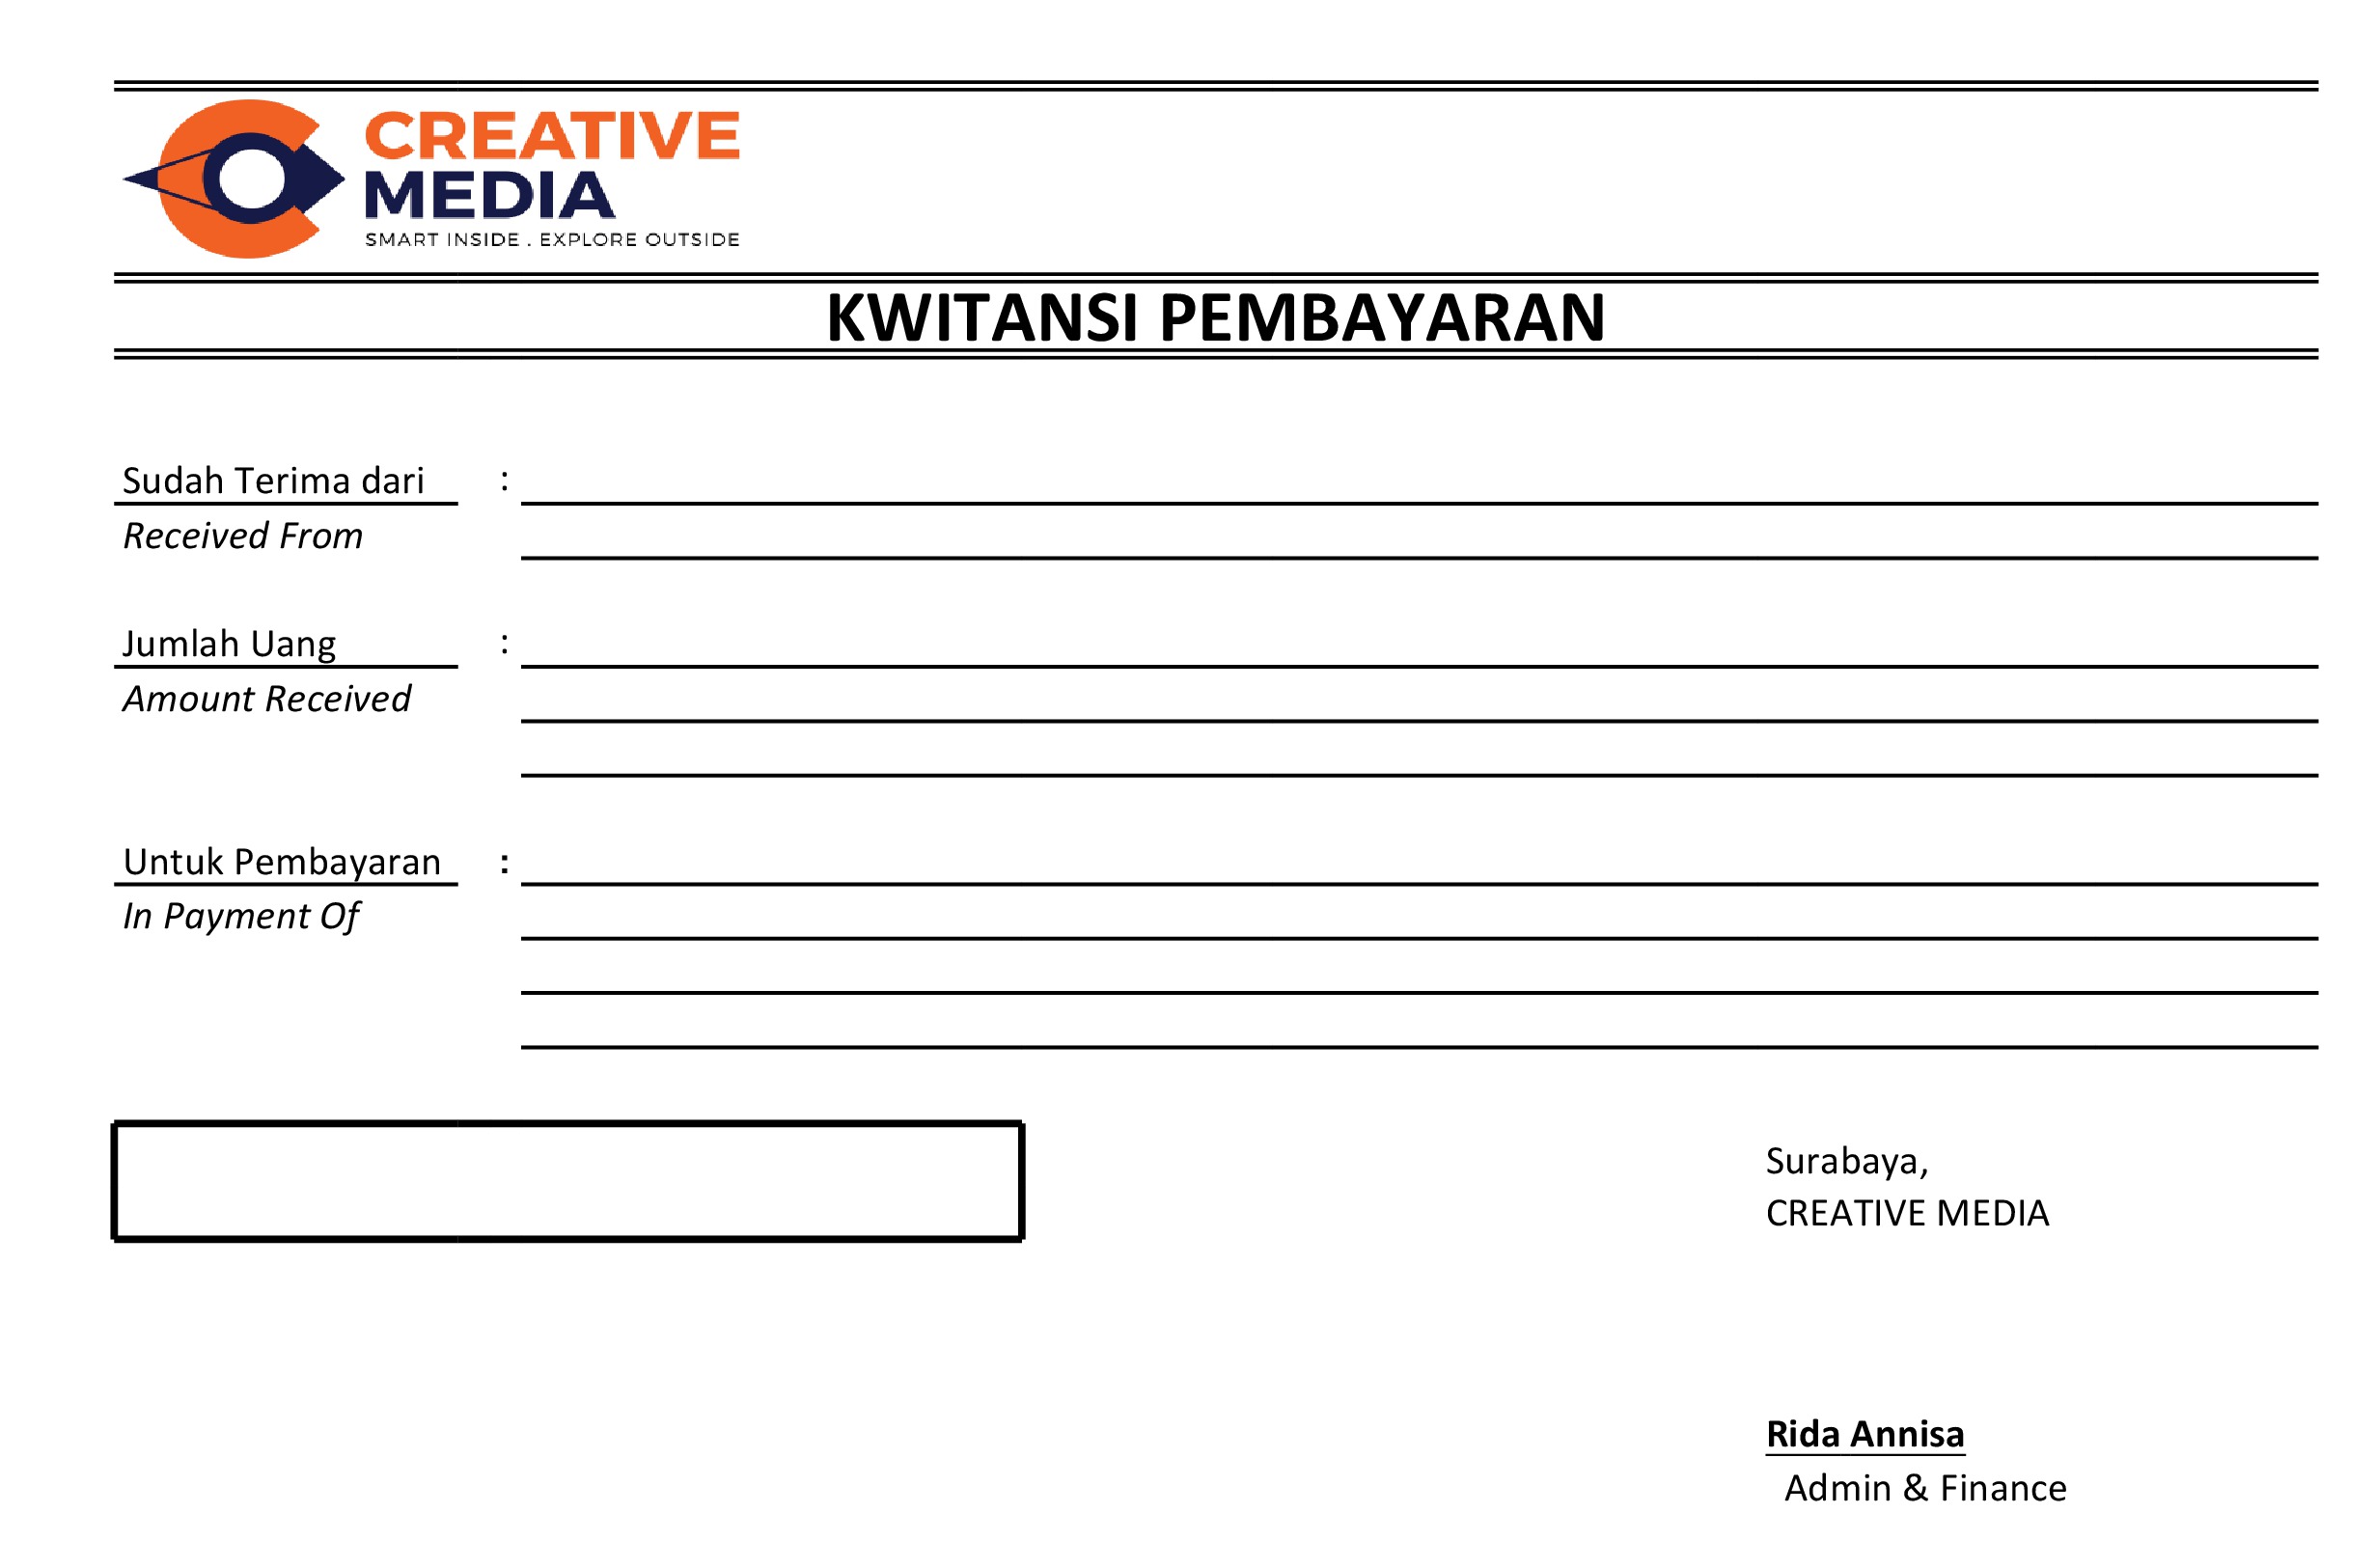 CREATIVE
MEDIA
SMART INSIDE . EXPLORE OUTSIDE
KWITANSI PEMBAYARAN
Sudah Terima dari :
Received From
Jumlah Uang :
Amount Received
Untuk Pembayaran :
In Payment Of
Surabaya,
CREATIVE MEDIA
Rida Annisa
Admin & Finance